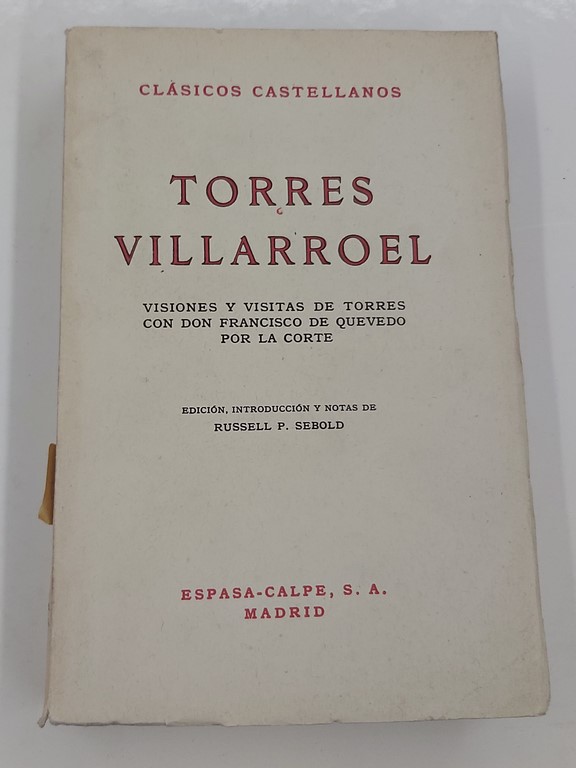 CLÁSICOS CASTELLANOS
TORRES
VILLARROEL
VISIONES Y VISITAS DE TORRES
CON DON FRANCISCO DE QUEVEDO
POR LA CORTE
EDICIÓN, INTRODUCCIÓN Y NOTAS DE
RUSSELL P. SEBOLD
ESPASA-CALPE, S. A.
MADRID